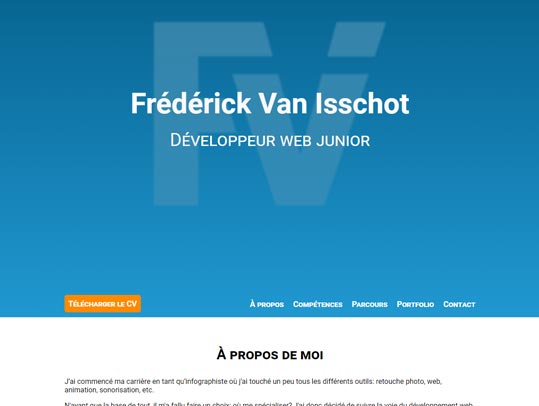 FV
Frédérick Van Isschot
Développeur web junior
Télécharger le CV À propos Compétences Parcours Portfolio Contact
À propos de moi
J'ai commencé ma carrière en tant qu'infographiste où j'ai touché un peu tous les différents outils: retouche photo, web,
animation, sonorisation, etc.
N'ayant que la base de tout, il m'a fallu faire un choix: où me spécialiser? J'ai donc décidé de suivre la voie du développement web